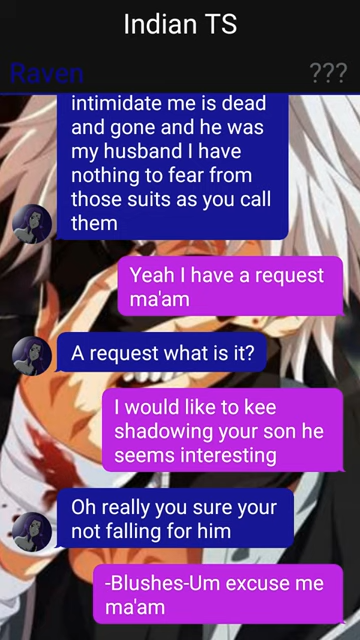 Indian TS
Raven
???
intimidate me is dead
and gone and he was
my husband I have
nothing to fear from
those suits as you call
them
Yeah I have a request
ma'am
A request what is it?
I would like to kee
shadowing your son he
seems interesting
Oh really you sure your
not falling for him
-Blushes-Um excuse me
ma'am